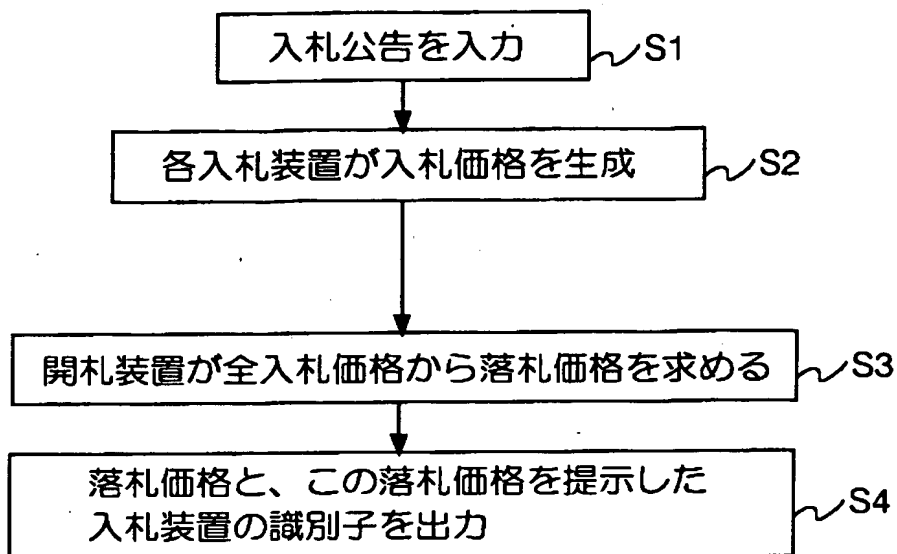 入札公告を入力 S1
各入札装置が入札価格を生成 S2
開札装置が全入札価格から落札価格を求める S3
落札価格と、この落札価格を提示した
入札装置の識別子を出力 S4